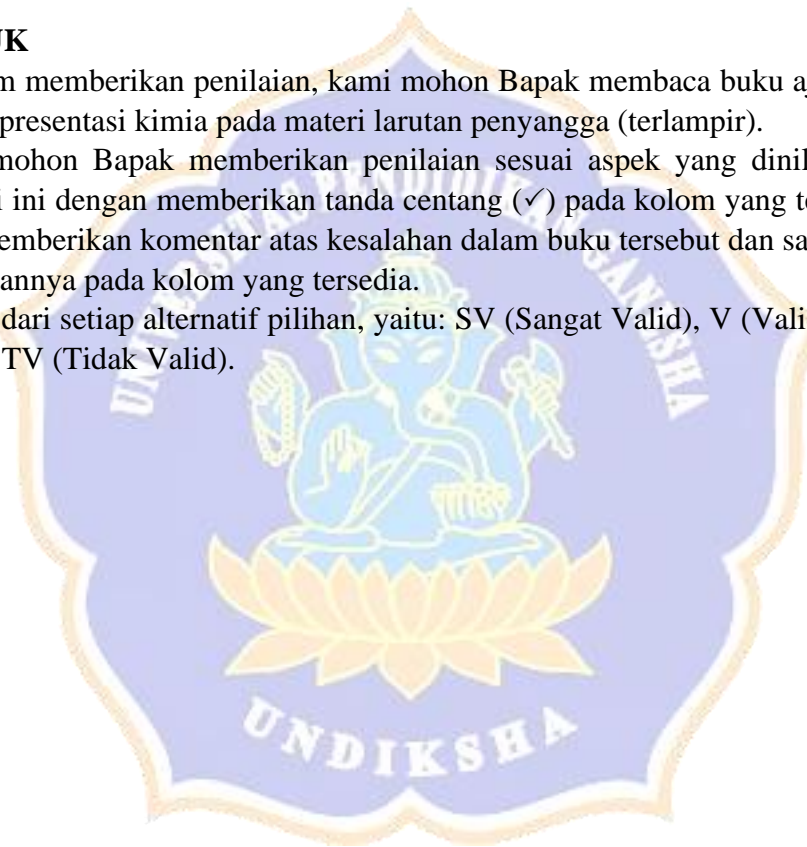 UK
m memberikan penilaian, kami mohon Bapak membaca buku aj
presentasi kimia pada materi larutan penyangga (terlampir).
mohon Bapak memberikan penilaian sesuai aspek yang dinil
i ini dengan memberikan tanda centang (✓) pada kolom yang te
emberikan komentar atas kesalahan dalam buku tersebut dan sa
annya pada kolom yang tersedia.
dari setiap alternatif pilihan, yaitu: SV (Sangat Valid), V (Vali
TV (Tidak Valid).
UNIVERSITAS PENDIDIKAN GANESHA
UNDIKSHA